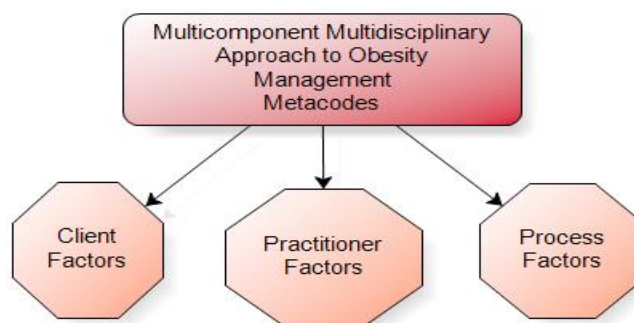 Multicomponent Multidisciplinary
Approach to Obesity
Management
Metacodes
Client
Factors
Practitioner
Factors
Process
Factors